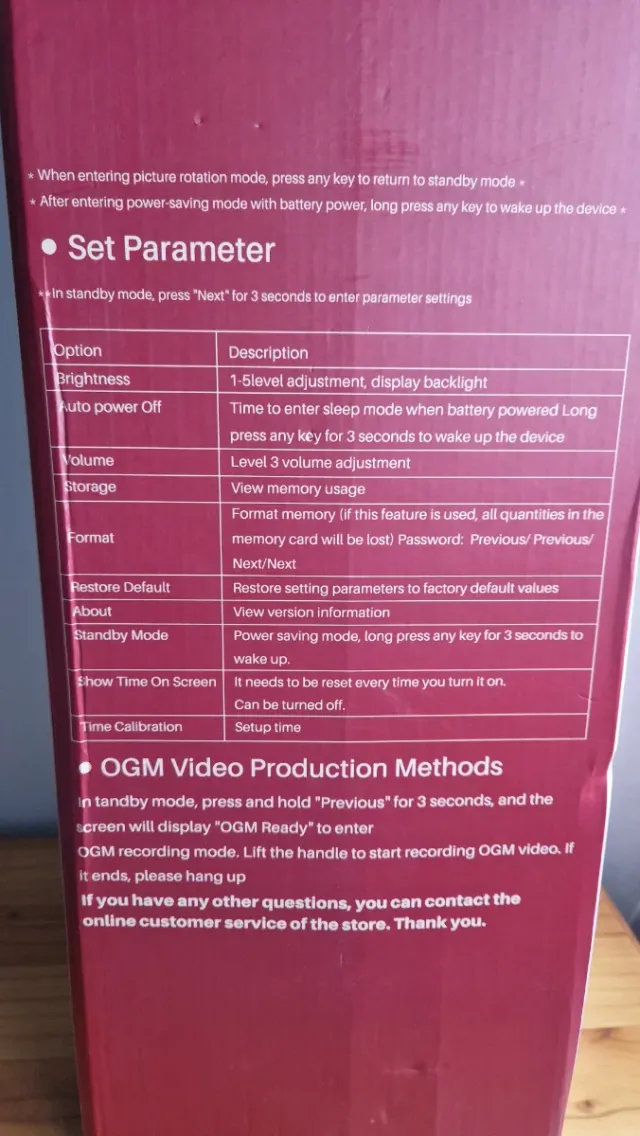 * When entering picture rotation mode, press any key to return to standby mode *
* After entering power-saving mode with battery power, long press any key to wake up the device *
● Set Parameter
**In standby mode, press "Next" for 3 seconds to enter parameter settings
Option Description
Brightness 1-5level adjustment, display backlight
Auto power Off Time to enter sleep mode when battery powered Long
press any key for 3 seconds to wake up the device
Volume Level 3 volume adjustment
Storage View memory usage
Format memory (if this feature is used, all quantities in the
Format memory card will be lost) Password: Previous/ Previous/
Next/Next
Restore Default Restore setting parameters to factory default values
About View version information
Standby Mode Power saving mode, long press any key for 3 seconds to
wake up.
Show Time On Screen It needs to be reset every time you turn it on.
Can be turned off.
Time Calibration Setup time
● OGM Video Production Methods
In tandby mode, press and hold "Previous" for 3 seconds, and the
screen will display "OGM Ready" to enter
OGM recording mode. Lift the handle to start recording OGM video. If
it ends, please hang up
If you have any other questions, you can contact the
online customer service of the store. Thank you.